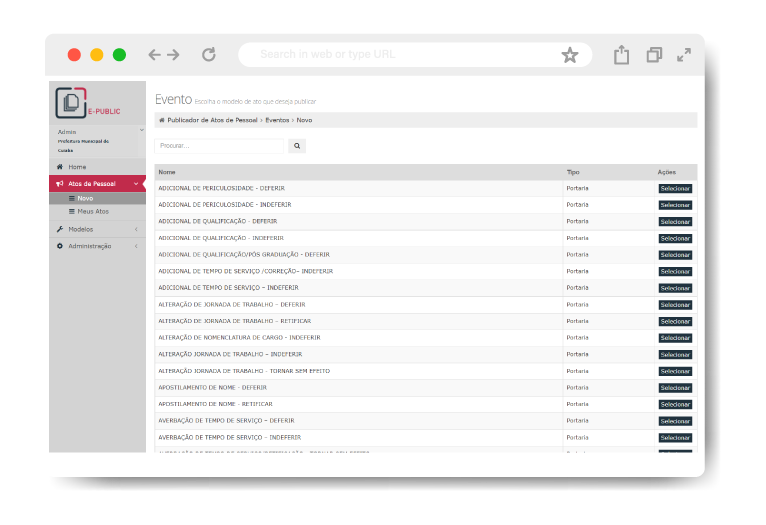 Search in web or type URL
E-PUBLIC
Admin
Prefeitura Municipal de
Cuiabá
Home
Atos de Pessoal
Novo
Meus Atos
Modelos
Administração
Evento Escolha o modelo de ato que deseja publicar
Publicador de Atos de Pessoal > Eventos > Novo
Procurar...
Nome Tipo Ações
ADICIONAL DE PERICULOSIDADE - DEFERIR Portaria Selecionar
ADICIONAL DE PERICULOSIDADE - INDEFERIR Portaria Selecionar
ADICIONAL DE QUALIFICAÇÃO - DEFERIR Portaria Selecionar
ADICIONAL DE QUALIFICAÇÃO - INDEFERIR Portaria Selecionar
ADICIONAL DE QUALIFICAÇÃO/PÓS GRADUAÇÃO - DEFERIR Portaria Selecionar
ADICIONAL DE TEMPO DE SERVIÇO /CORREÇÃO– INDEFERIR Portaria Selecionar
ADICIONAL DE TEMPO DE SERVIÇO – INDEFERIR Portaria Selecionar
ALTERAÇÃO DE JORNADA DE TRABALHO – DEFERIR Portaria Selecionar
ALTERAÇÃO DE JORNADA DE TRABALHO – RETIFICAR Portaria Selecionar
ALTERAÇÃO DE NOMENCLATURA DE CARGO - INDEFERIR Portaria Selecionar
ALTERAÇÃO JORNADA DE TRABALHO – INDEFERIR Portaria Selecionar
ALTERAÇÃO JORNADA DE TRABALHO - TORNAR SEM EFEITO Portaria Selecionar
APOSTILAMENTO DE NOME - DEFERIR Portaria Selecionar
APOSTILAMENTO DE NOME - RETIFICAR Portaria Selecionar
AVERBAÇÃO DE TEMPO DE SERVIÇO – DEFERIR Portaria Selecionar
AVERBAÇÃO DE TEMPO DE SERVIÇO – INDEFERIR Portaria Selecionar